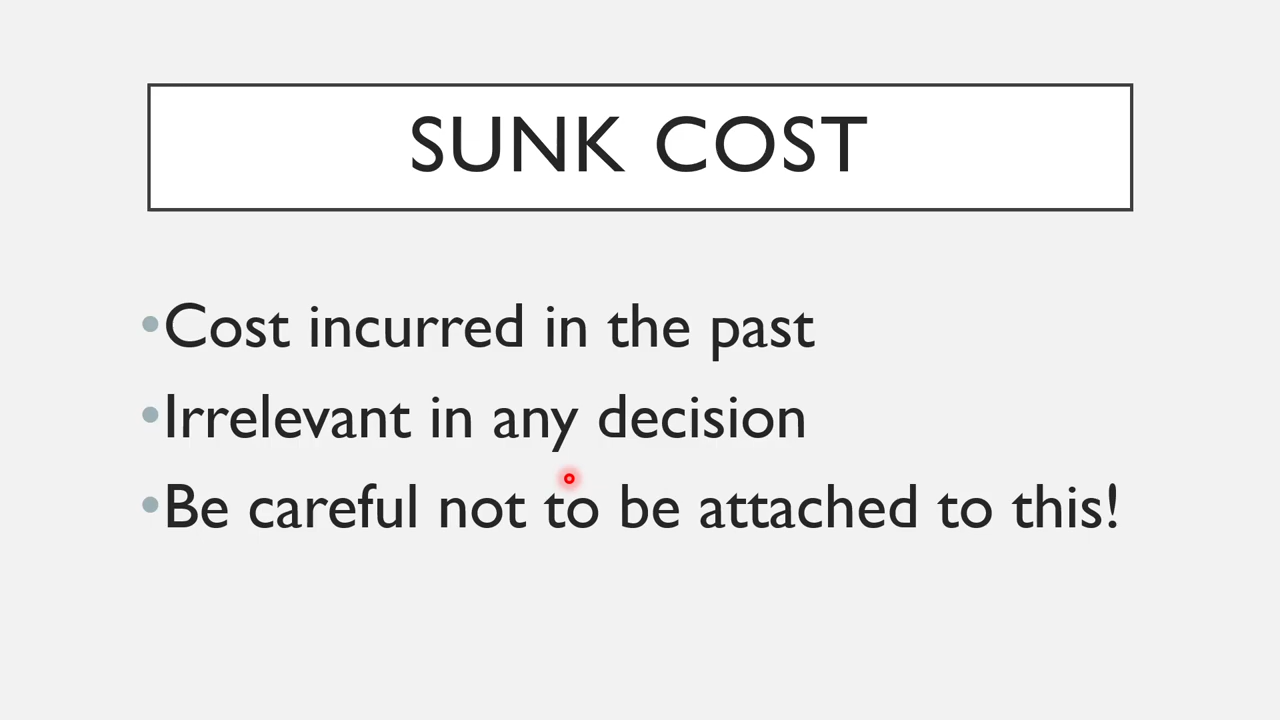 SUNK COST
•Cost incurred in the past
•Irrelevant in any decision
•Be careful not to be attached to this!